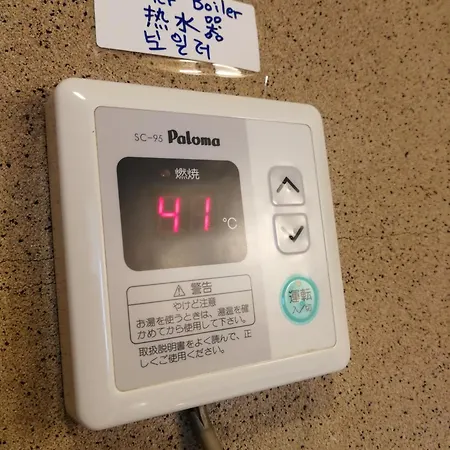 Boiler
热水器
보일러
SC-95 Paloma
燃焼
41 ℃
⚠ 警告
やけど注意
お湯を使うときは、湯温を確
かめてから使用して下さい。
取扱説明書をよく読んで、正
しくご使用ください。
運転
入/切